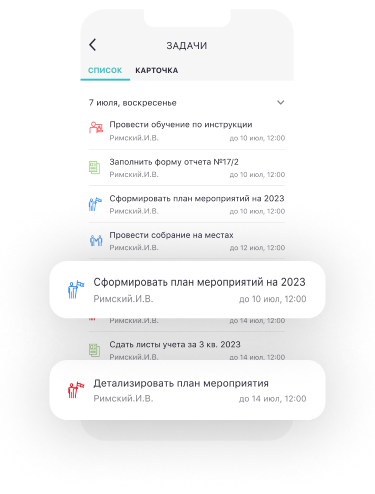 ЗАДАЧИ
СПИСОК КАРТОЧКА
7 июля, воскресенье
Провести обучение по инструкции
Римский.И.В. до 10 июл, 12:00
Заполнить форму отчета №17/2
Римский.И.В. до 10 июл, 12:00
Сформировать план мероприятий на 2023
Римский.И.В. до 10 июл, 12:00
Провести собрание на местах
Римский.И.В. до 12 июл, 12:00
Сформировать план мероприятий на 2023
Римский.И.В. до 10 июл, 12:00
Римский.И.В. до 14 июл, 12:00
Сдать листы учета за 3 кв. 2023
Римский.И.В. до 14 июл, 12:00
Детализировать план мероприятия
Римский.И.В. до 14 июл, 12:00